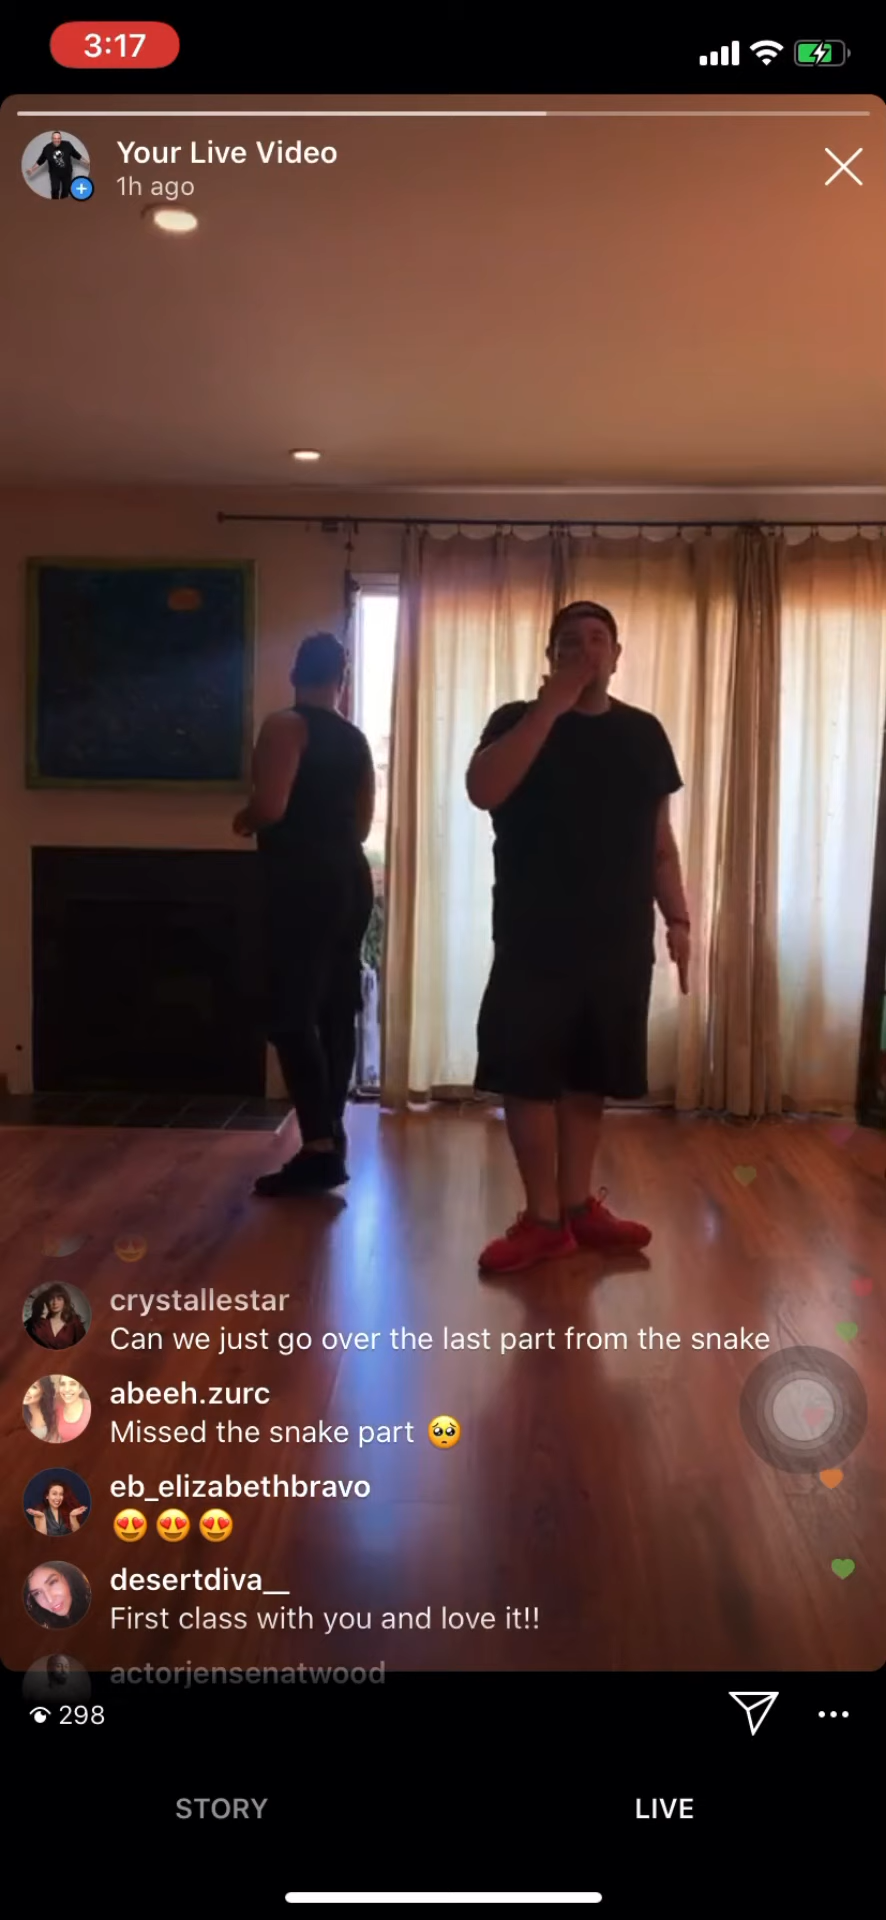 3:17
Your Live Video
1h ago
crystallestar
Can we just go over the last part from the snake
abeeh.zurc
Missed the snake part 🥺
eb_elizabethbravo
😍😍😍
desertdiva__
First class with you and love it!!
actorjensenatwood
298
STORY
LIVE